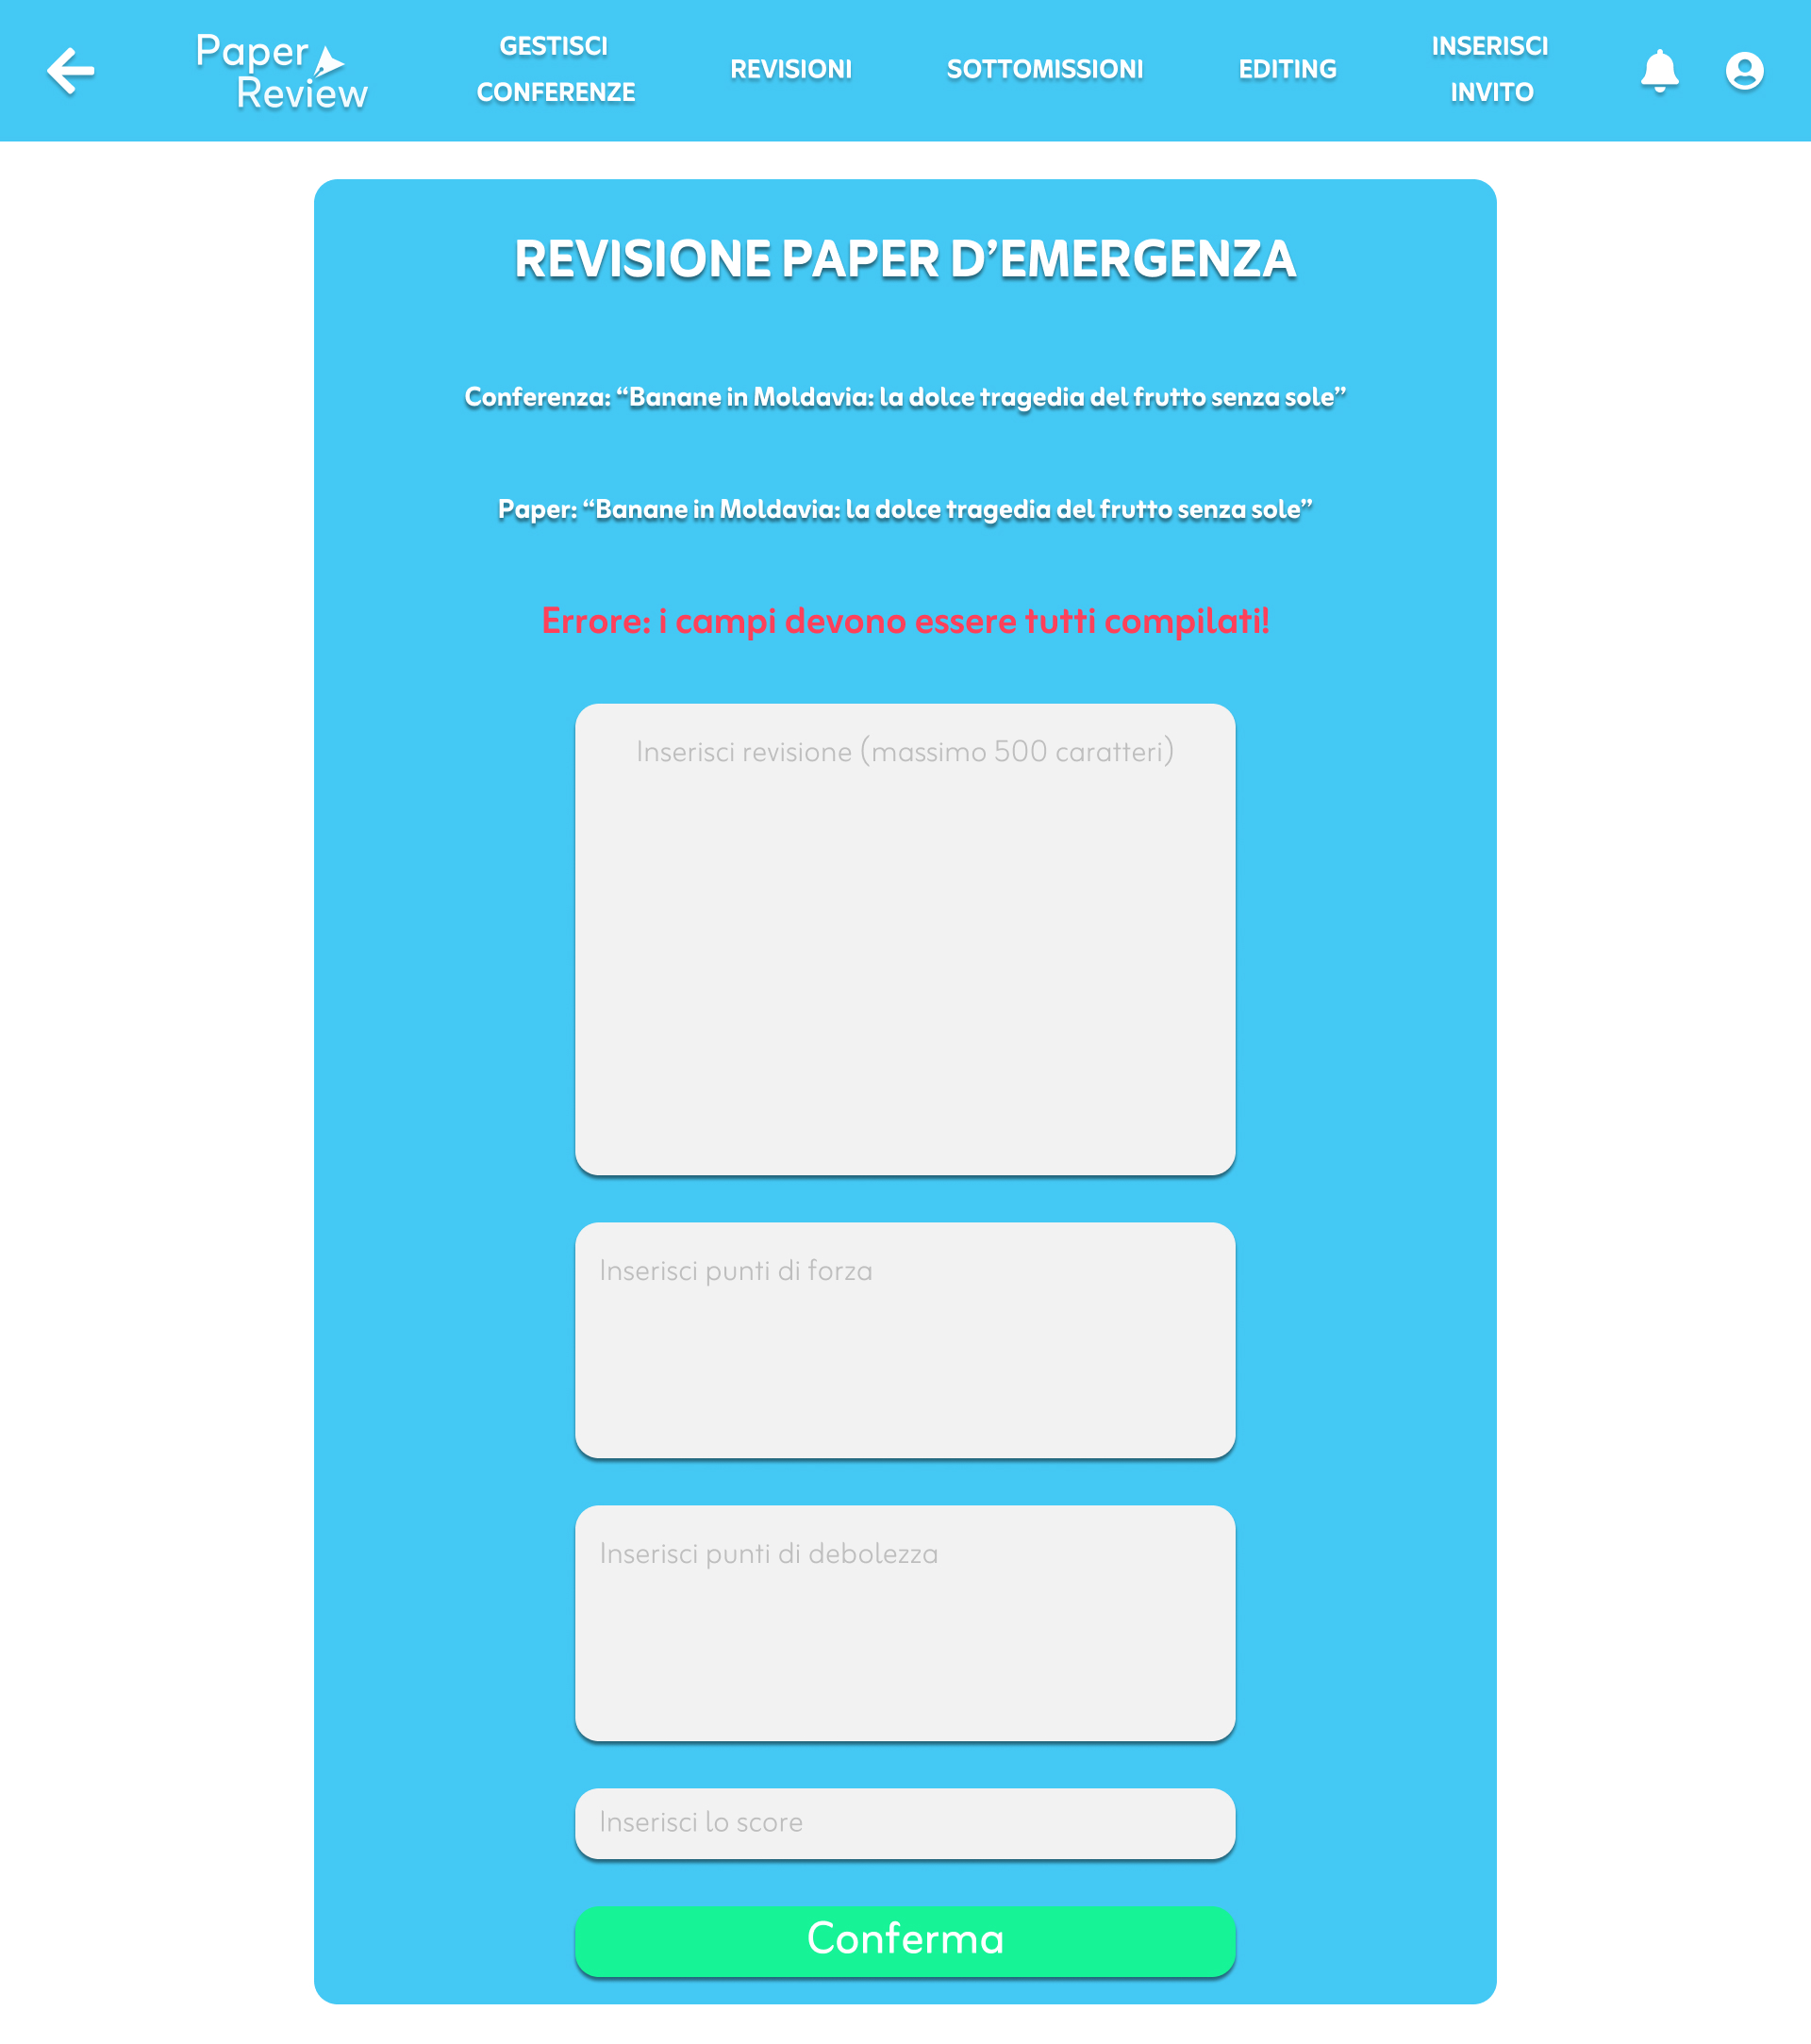 Paper
Review
GESTISCI
CONFERENZE
REVISIONI
SOTTOMISSIONI
EDITING
INSERISCI
INVITO
REVISIONE PAPER D’EMERGENZA
Conferenza: “Banane in Moldavia: la dolce tragedia del frutto senza sole”
Paper: “Banane in Moldavia: la dolce tragedia del frutto senza sole”
Errore: i campi devono essere tutti compilati!
Inserisci revisione (massimo 500 caratteri)
Inserisci punti di forza
Inserisci punti di debolezza
Inserisci lo score
Conferma